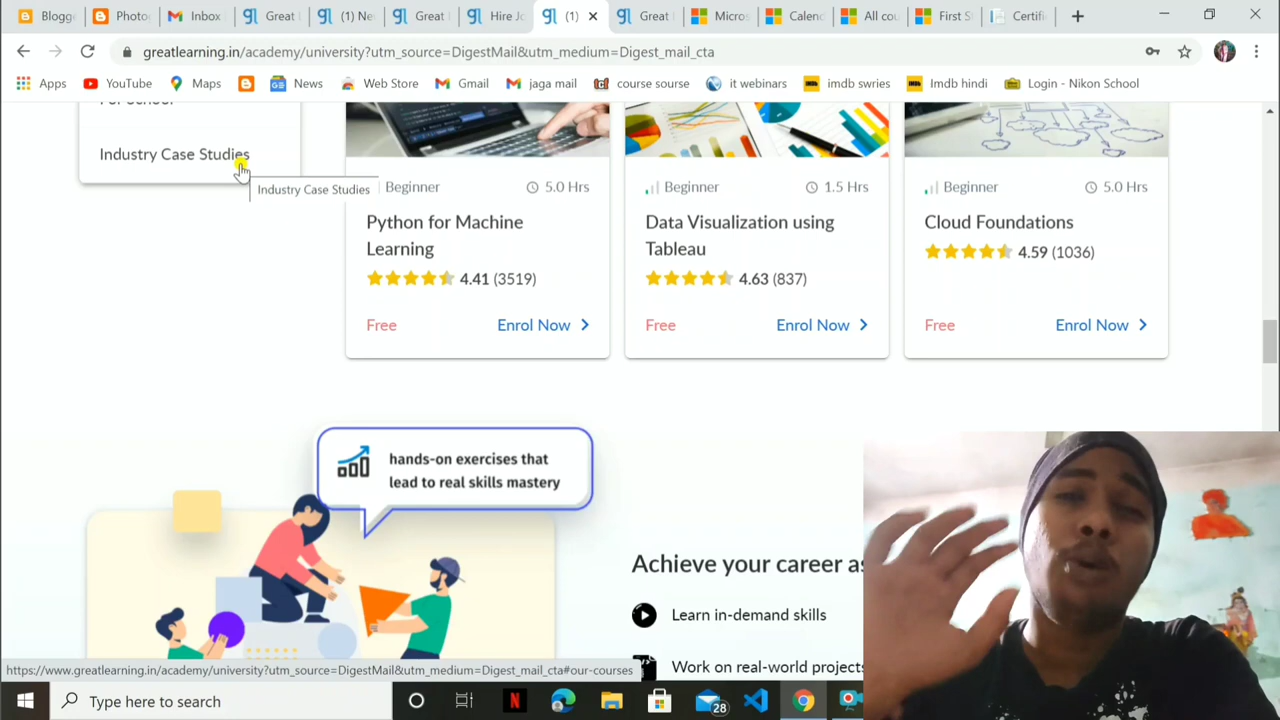 Blogge
Photo
Inbox
Great l
(1) Ne
Great
Hire Jo
(1)
Great l
Micros
Calenc
All cou
First S
Certifi
greatlearning.in/academy/university?utm_source=DigestMail&utm_medium=Digest_mail_cta
Apps
YouTube
Maps
News
Web Store
Gmail
jaga mail
course sourse
it webinars
imdb swries
Imdb hindi
Login - Nikon School
Industry Case Studies
Industry Case Studies
Beginner
5.0 Hrs
Python for Machine
Learning
4.41 (3519)
Free
Enrol Now
Beginner
1.5 Hrs
Data Visualization using
Tableau
4.63 (837)
Free
Enrol Now
Beginner
5.0 Hrs
Cloud Foundations
4.59 (1036)
Free
Enrol Now
hands-on exercises that
lead to real skills mastery
Achieve your career as
Learn in-demand skills
Work on real-world projects
https://www.greatlearning.in/academy/university?utm_source=DigestMail&utm_medium=Digest_mail_cta#our-courses
Type here to search
28